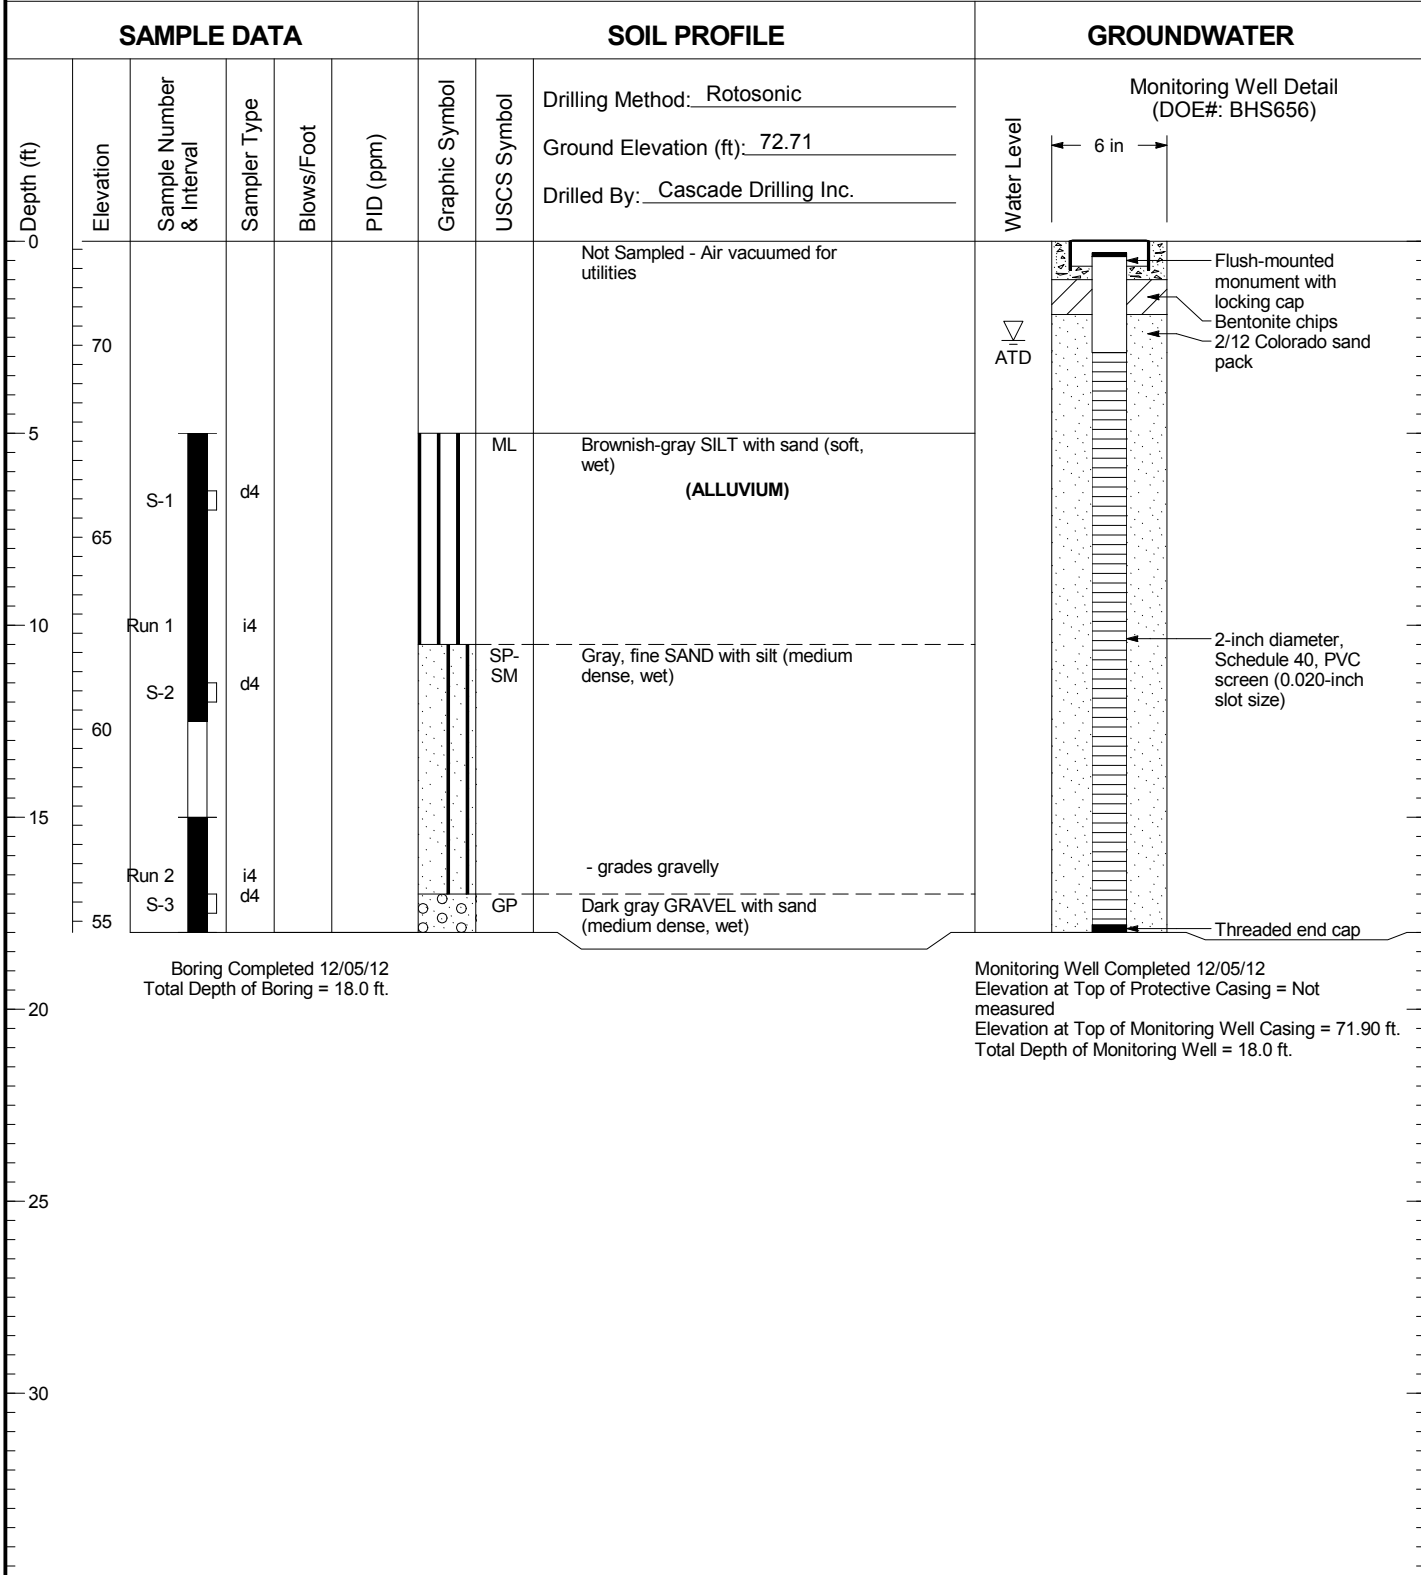 SAMPLE DATA
SOIL PROFILE
GROUNDWATER
Depth (ft)
Elevation
Sample Number
& Interval
Sampler Type
Blows/Foot
PID (ppm)
Graphic Symbol
USCS Symbol
Drilling Method: Rotosonic
Ground Elevation (ft): 72.71
Drilled By: Cascade Drilling Inc.
Water Level
Monitoring Well Detail
(DOE#: BHS656)
6 in
0
Not Sampled - Air vacuumed for
utilities
Flush-mounted
monument with
locking cap
Bentonite chips
2/12 Colorado sand
pack
70
ATD
5
ML
Brownish-gray SILT with sand (soft,
wet)
(ALLUVIUM)
S-1
d4
65
10
Run 1
i4
SP-
SM
Gray, fine SAND with silt (medium
dense, wet)
2-inch diameter,
Schedule 40, PVC
screen (0.020-inch
slot size)
S-2
d4
60
15
- grades gravelly
Run 2
i4
S-3
d4
GP
Dark gray GRAVEL with sand
(medium dense, wet)
55
Threaded end cap
Boring Completed 12/05/12
Total Depth of Boring = 18.0 ft.
Monitoring Well Completed 12/05/12
Elevation at Top of Protective Casing = Not
measured
Elevation at Top of Monitoring Well Casing = 71.90 ft.
Total Depth of Monitoring Well = 18.0 ft.
20
25
30